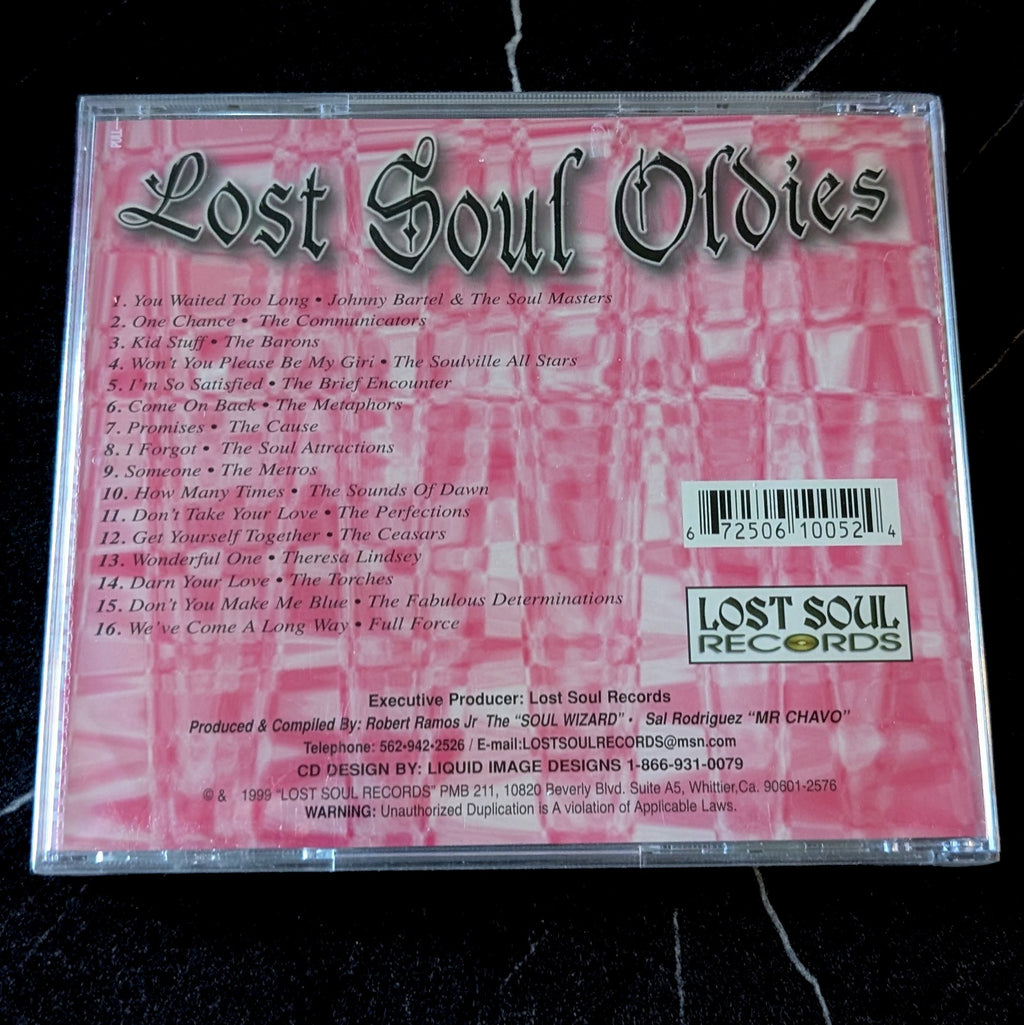 PULL
Lost Soul Oldies
1. You Waited Too Long • Johnny Bartel & The Soul Masters
2. One Chance • The Communicators
3. Kid Stuff • The Barons
4. Won't You Please Be My Giri • The Soulville All Stars
5. I'm So Satisfied • The Brief Encounter
6. Come On Back • The Metaphors
7. Promises • The Cause
8. I Forgot • The Soul Attractions
9. Someone • The Metros
10. How Many Times • The Sounds Of Dawn
11. Don't Take Your Love • The Perfections
12. Get Yourself Together • The Ceasars
13. Wonderful One • Theresa Lindsey
14. Darn Your Love • The Torches
15. Don't You Make Me Blue • The Fabulous Determinations
16. We've Come A Long Way • Full Force
6 72506 10052 4
LOST SOUL
RECORDS
Executive Producer: Lost Soul Records
Produced & Compiled By: Robert Ramos Jr The "SOUL WIZARD" • Sal Rodriguez "MR CHAVO"
Telephone: 562•942•2526 / E-mail:LOSTSOULRECORDS@msn.com
CD DESIGN BY: LIQUID IMAGE DESIGNS 1-866-931-0079
© & 1999 "LOST SOUL RECORDS" PMB 211, 10820 Beverly Blvd. Suite A5, Whittier,Ca. 90601-2576
WARNING: Unauthorized Duplication is A violation of Applicable Laws.